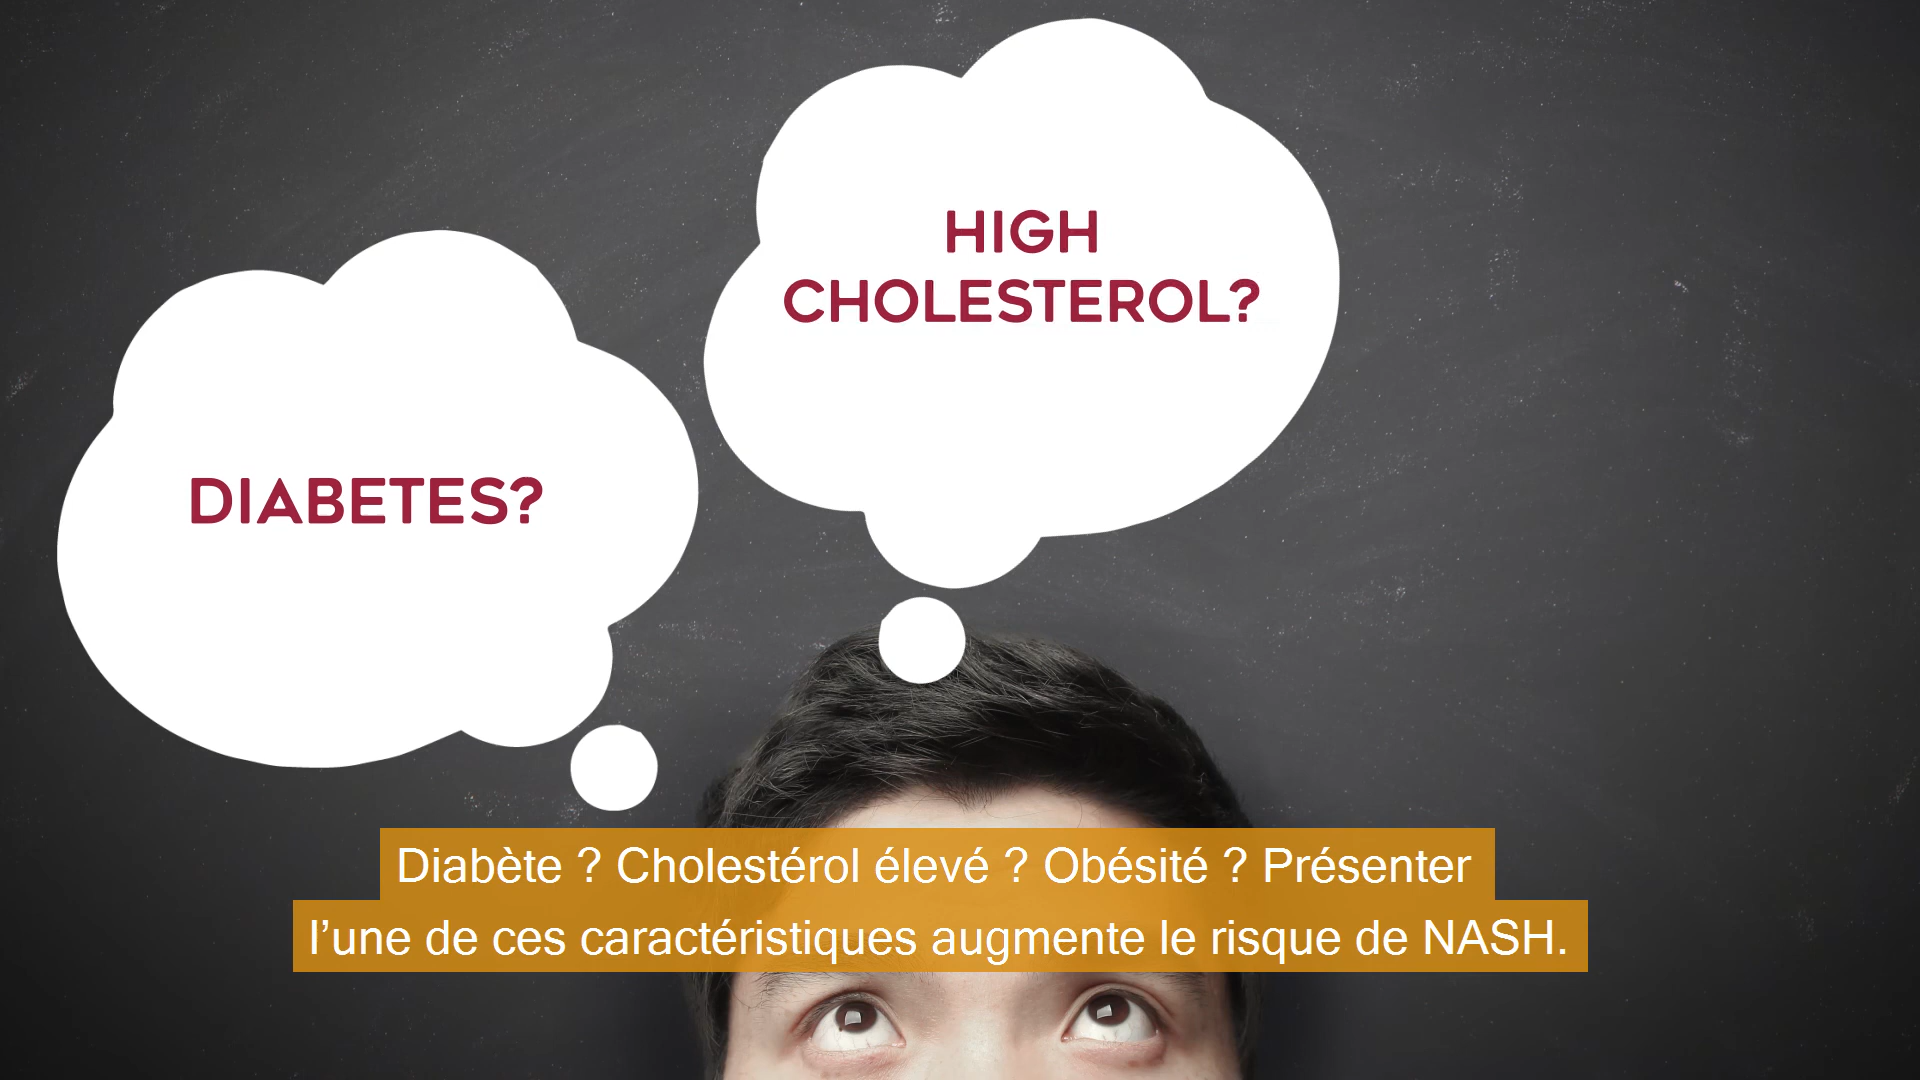 HIGH
CHOLESTEROL?
DIABETES?
Diabète ? Cholestérol élevé ? Obésité ? Présenter
l’une de ces caractéristiques augmente le risque de NASH.